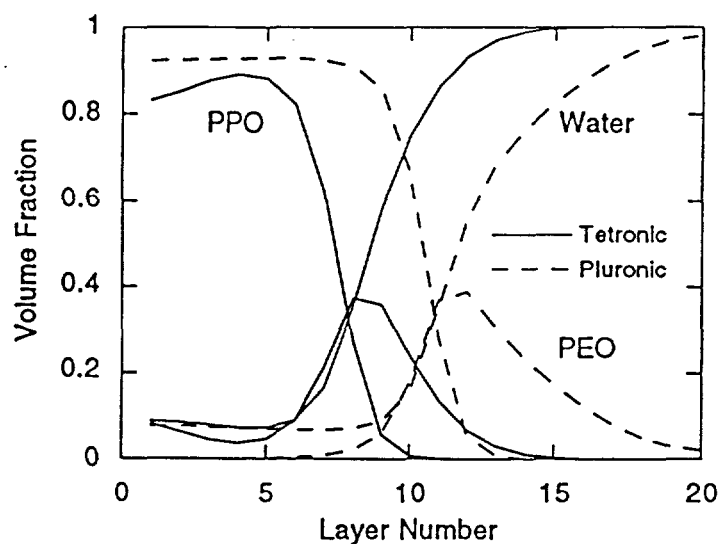 1
0.8
0.6
0.4
0.2
0
Volume Fraction
PPO
Water
Tetronic
Pluronic
PEO
0 5 10 15 20
Layer Number